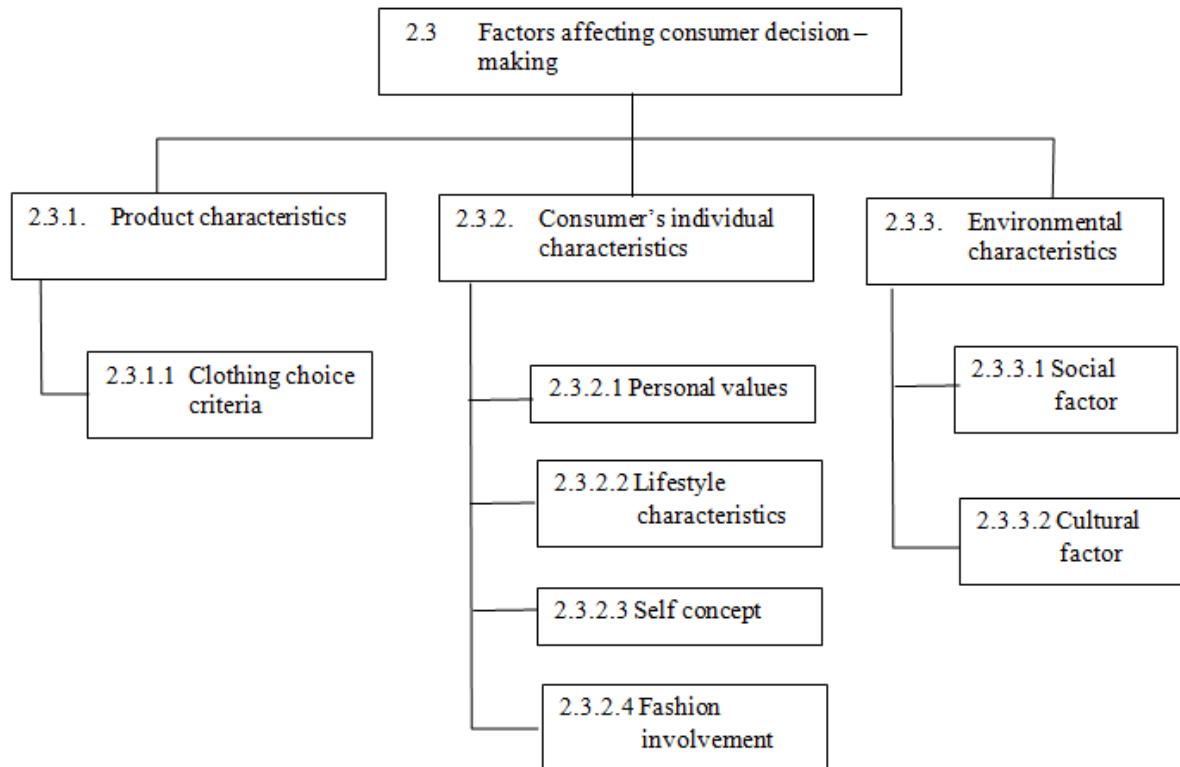 2.3 Factors affecting consumer decision –
making
2.3.1. Product characteristics
2.3.2. Consumer’s individual
characteristics
2.3.3. Environmental
characteristics
2.3.1.1 Clothing choice
criteria
2.3.2.1 Personal values
2.3.2.2 Lifestyle
characteristics
2.3.2.3 Self concept
2.3.2.4 Fashion
involvement
2.3.3.1 Social
factor
2.3.3.2 Cultural
factor